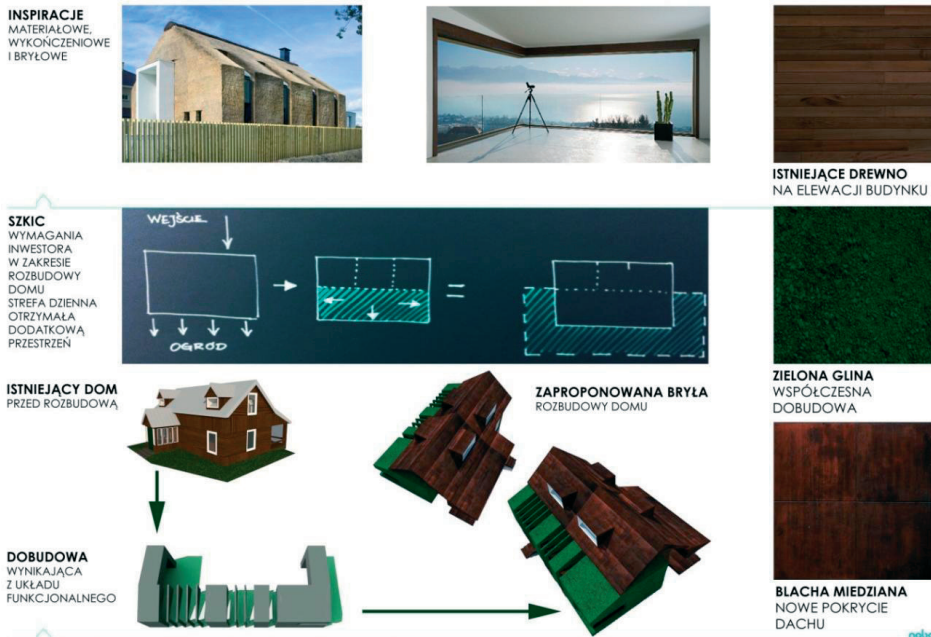 INSPIRACJE
MATERIAŁOWE,
WYKOŃCZENIOWE
I BRYŁOWE
ISTNIEJĄCE DREWNO
NA ELEWACJI BUDYNKU
SZKIC
WYMAGANIA
INWESTORA
W ZAKRESIE
ROZBUDOWY
DOMU
STREFA DZIENNA
OTRZYMAŁA
DODATKOWĄ
PRZESTRZEŃ
WEJŚCIE
OGRÓD
ZIELONA GLINA
WSPÓŁCZESNA
DOBUDOWA
ISTNIEJĄCY DOM
PRZED ROZBUDOWĄ
ZAPROPONOWANA BRYŁA
ROZBUDOWY DOMU
DOBUDOWA
WYNIKAJĄCA
Z UKŁADU
FUNKCJONALNEGO
BLACHA MIEDZIANA
NOWE POKRYCIE
DACHU